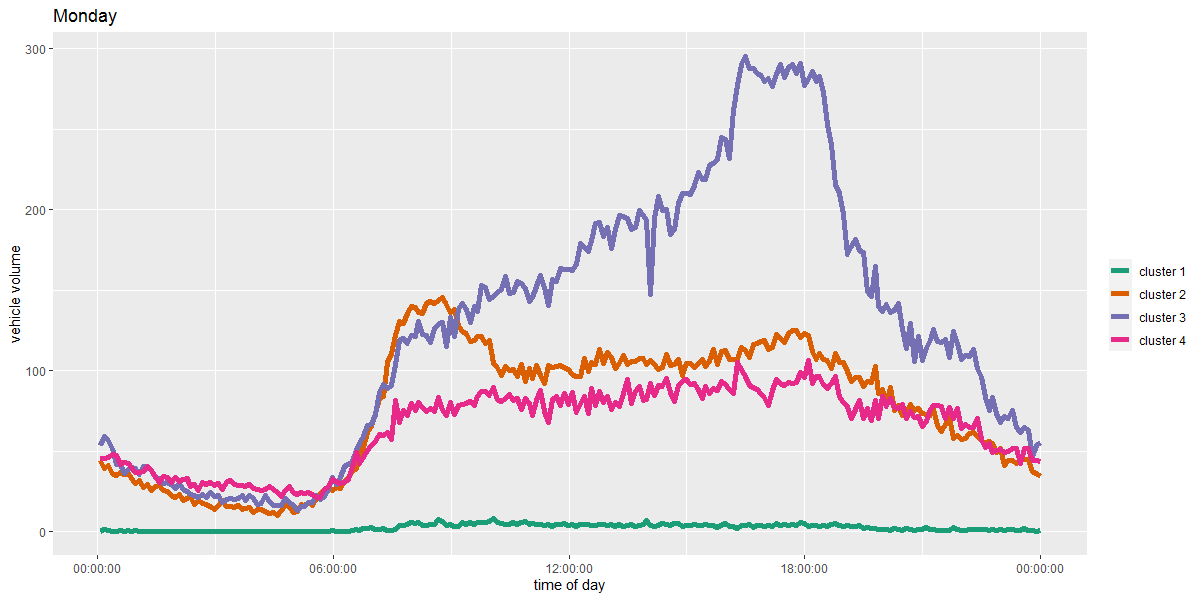 Monday
300
200
100
0
vehicle volume
00:00:00 06:00:00 12:00:00 18:00:00 00:00:00
time of day
cluster 1
cluster 2
cluster 3
cluster 4